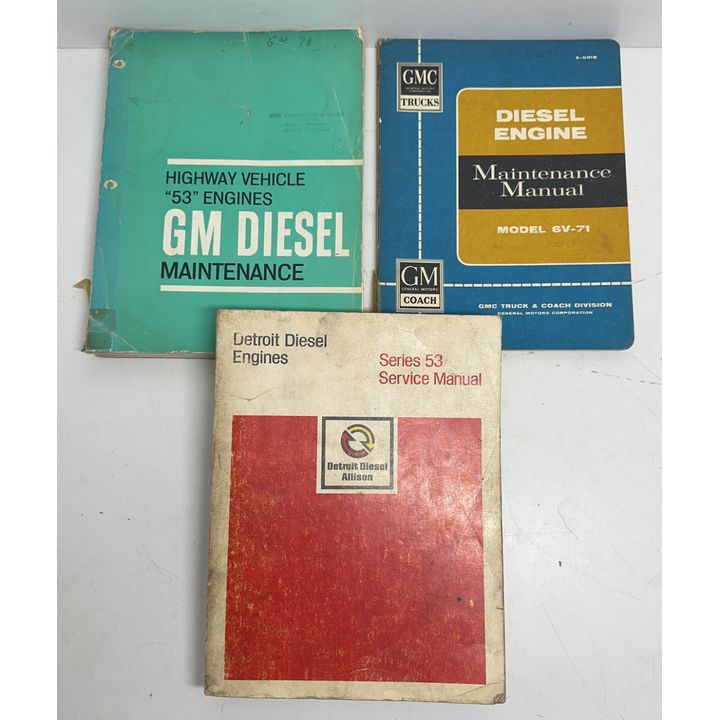 GM 78
HIGHWAY VEHICLE
"53" ENGINES
GM DIESEL
MAINTENANCE
X-5918
GMC
TRUCKS
DIESEL
ENGINE
Maintenance
Manual
MODEL 6V-71
GM
GENERAL MOTORS
COACH
GMC TRUCK & COACH DIVISION
GENERAL MOTORS CORPORATION
Detroit Diesel
Engines
Series 53
Service Manual
Detroit Diesel
Allison